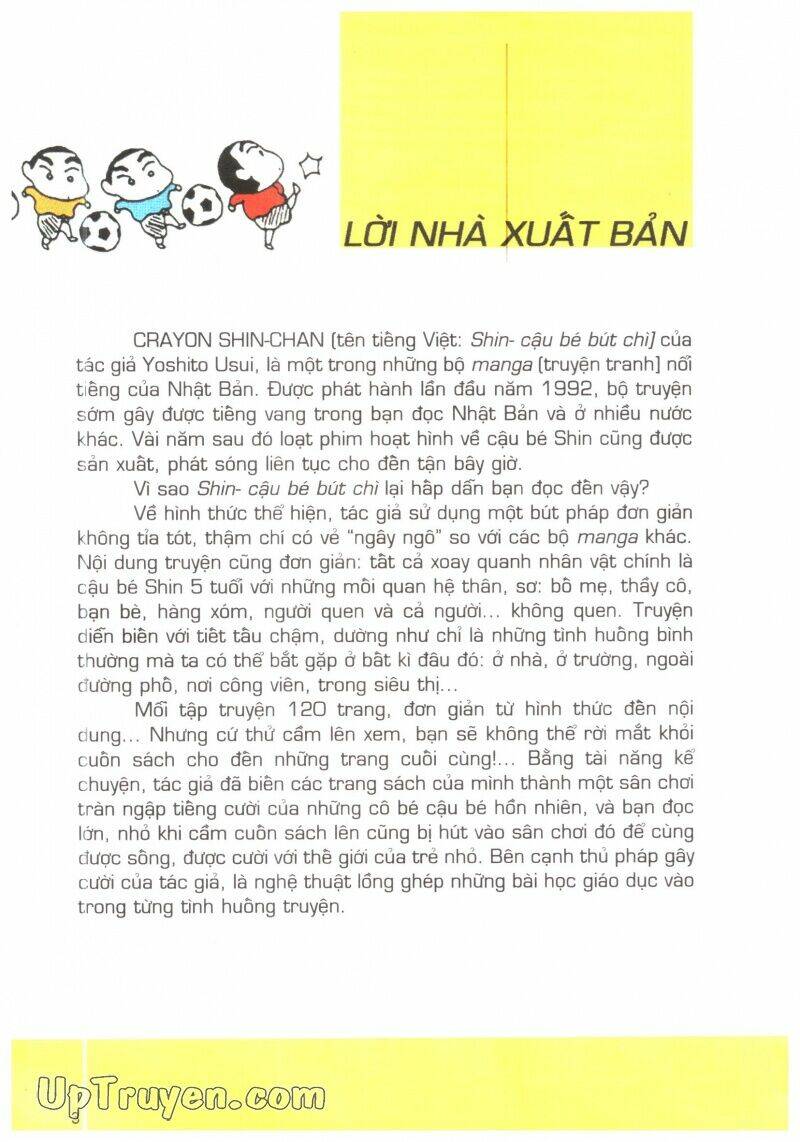 LỜI NHÀ XUẤT BẢN
CRAYON SHIN-CHAN (tên tiếng Việt: Shin- cậu bé bút chì) của
tác giả Yoshito Usui, là một trong những bộ manga (truyện tranh) nổi
tiếng của Nhật Bản. Được phát hành lần đầu năm 1992, bộ truyện
sớm gây được tiếng vang trong bạn đọc Nhật Bản và ở nhiều nước
khác. Vài năm sau đó loạt phim hoạt hình về cậu bé Shin cũng được
sản xuất, phát sóng liên tục cho đến tận bây giờ.
Vì sao Shin- cậu bé bút chì lại hấp dẫn bạn đọc đến vậy?
Về hình thức thể hiện, tác giả sử dụng một bút pháp đơn giản
không tỉa tót, thậm chí có vẻ "ngây ngô" so với các bộ manga khác.
Nội dung truyện cũng đơn giản: tất cả xoay quanh nhân vật chính là
cậu bé Shin 5 tuổi với những mối quan hệ thân, sơ: bố mẹ, thầy cô,
bạn bè, hàng xóm, người quen và cả người... không quen. Truyện
diễn biến với tiết tấu chậm, dường như chỉ là những tình huống bình
thường mà ta có thể bắt gặp ở bất kì đâu đó: ở nhà, ở trường, ngoài
đường phố, nơi công viên, trong siêu thị...
Mỗi tập truyện 120 trang, đơn giản từ hình thức đến nội
dung... Nhưng cứ thử cầm lên xem, bạn sẽ không thể rời mắt khỏi
cuốn sách cho đến những trang cuối cùng!... Bằng tài năng kể
chuyện, tác giả đã biến các trang sách của mình thành một sân chơi
tràn ngập tiếng cười của những cô bé cậu bé hồn nhiên, và bạn đọc
lớn, nhỏ khi cầm cuốn sách lên cũng bị hút vào sân chơi đó để cùng
được sống, được cười với thế giới của trẻ nhỏ. Bên cạnh thủ pháp gây
cười của tác giả, là nghệ thuật lồng ghép những bài học giáo dục vào
trong từng tình huống truyện.
UpTruyen.com